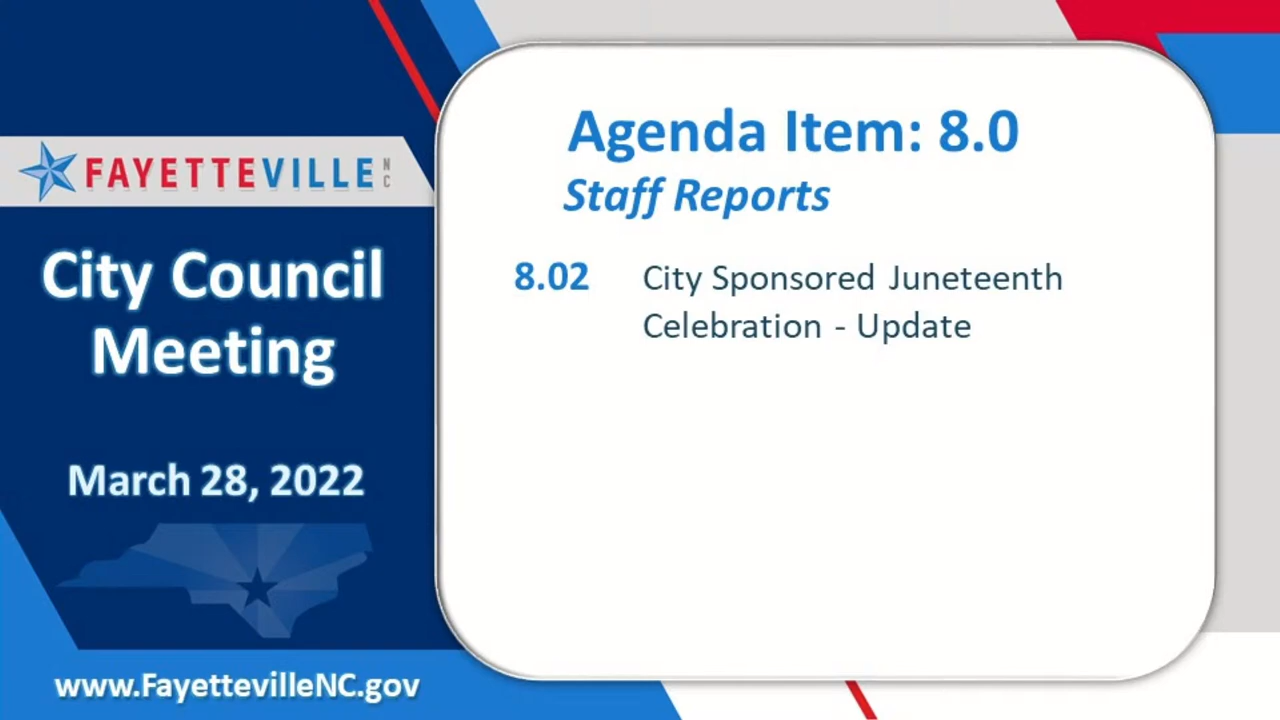 FAYETTEVILLE NC
City Council
Meeting
March 28, 2022
www.FayettevilleNC.gov
Agenda Item: 8.0
Staff Reports
8.02 City Sponsored Juneteenth
Celebration - Update